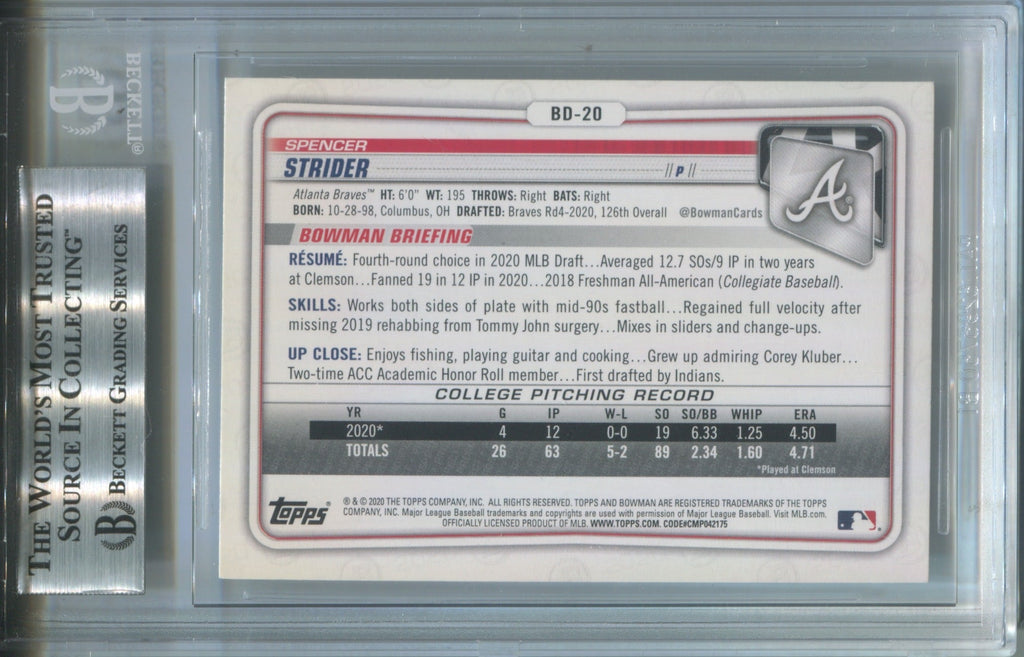 BECKETT®
B
THE WORLD'S MOST TRUSTED
SOURCE IN COLLECTING™
B BECKETT GRADING SERVICES
BD-20
SPENCER
STRIDER
// P //
A
Atlanta Braves™ HT: 6'0" WT: 195 THROWS: Right BATS: Right
BORN: 10-28-98, Columbus, OH DRAFTED: Braves Rd4-2020, 126th Overall @BowmanCards
BOWMAN BRIEFING
RÉSUMÉ: Fourth-round choice in 2020 MLB Draft...Averaged 12.7 SOs/9 IP in two years
at Clemson...Fanned 19 in 12 IP in 2020...2018 Freshman All-American (Collegiate Baseball).
SKILLS: Works both sides of plate with mid-90s fastball...Regained full velocity after
missing 2019 rehabbing from Tommy John surgery...Mixes in sliders and change-ups.
UP CLOSE: Enjoys fishing, playing guitar and cooking...Grew up admiring Corey Kluber...
Two-time ACC Academic Honor Roll member...First drafted by Indians.
COLLEGE PITCHING RECORD
YR G IP W-L SO SO/BB WHIP ERA
2020* 4 12 0-0 19 6.33 1.25 4.50
TOTALS 26 63 5-2 89 2.34 1.60 4.71
*Played at Clemson
Topps
® & © 2020 THE TOPPS COMPANY, INC. ALL RIGHTS RESERVED. TOPPS AND BOWMAN ARE REGISTERED TRADEMARKS OF THE TOPPS
COMPANY, INC. Major League Baseball trademarks and copyrights are used with permission of Major League Baseball. Visit MLB.com.
OFFICIALLY LICENSED PRODUCT OF MLB. WWW.TOPPS.COM. CODE#CMP042175